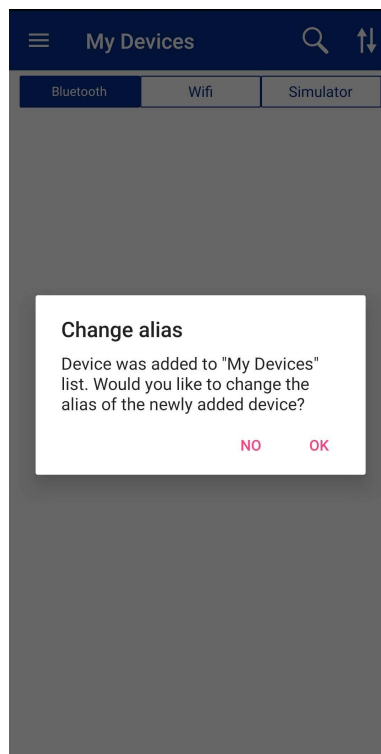 My Devices
Bluetooth Wifi Simulator
Change alias
Device was added to "My Devices"
list. Would you like to change the
alias of the newly added device?
NO OK